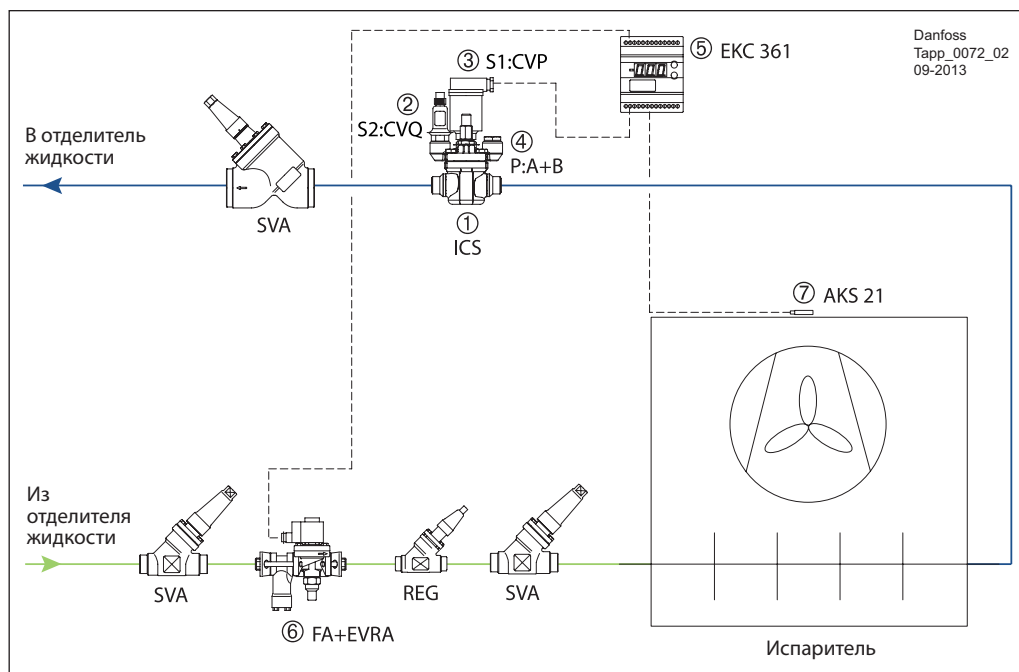 Danfoss
Tapp_0072_02
09-2013
③ S1:CVP
⑤ EKC 361
②
S2:CVQ
④
P:A+B
В отделитель
жидкости
SVA
①
ICS
⑦ AKS 21
Из
отделителя
жидкости
SVA
⑥ FA+EVRA
REG
SVA
Испаритель